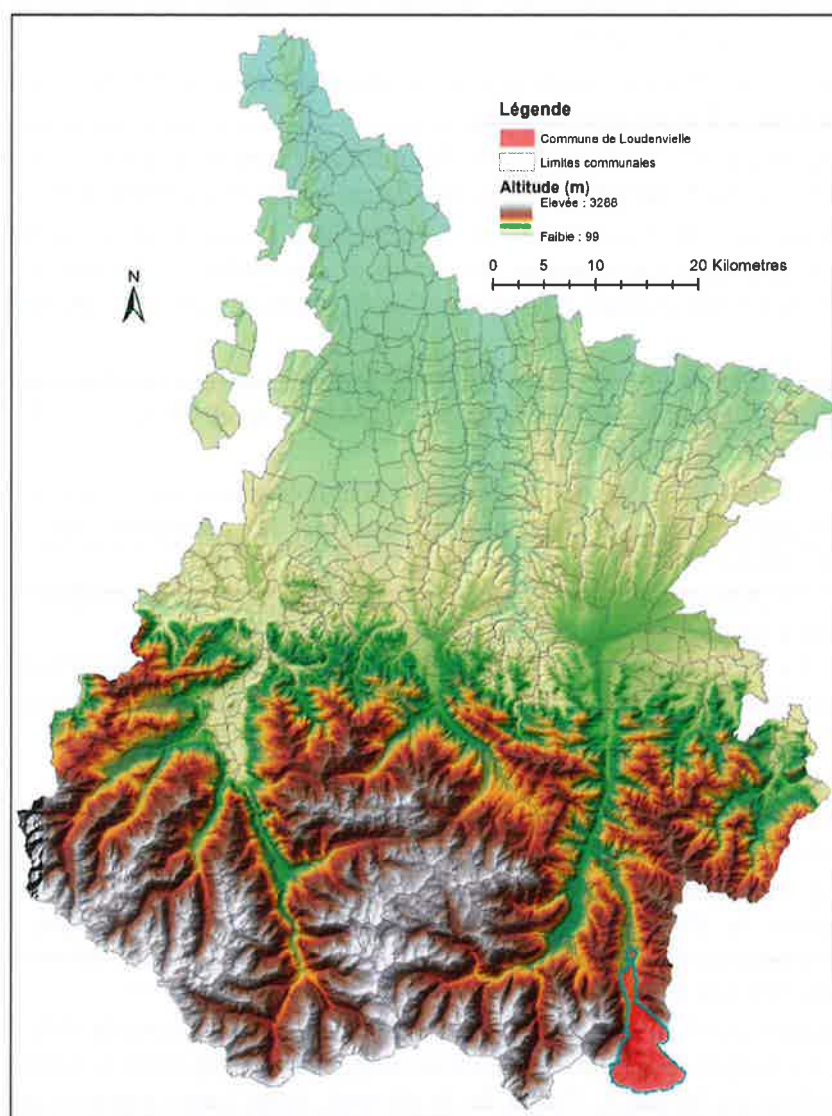 Légende
Commune de Loudenvielle
Limites communales
Altitude (m)
Elevée : 3288
Faible : 99
0 5 10 20 Kilometres
N